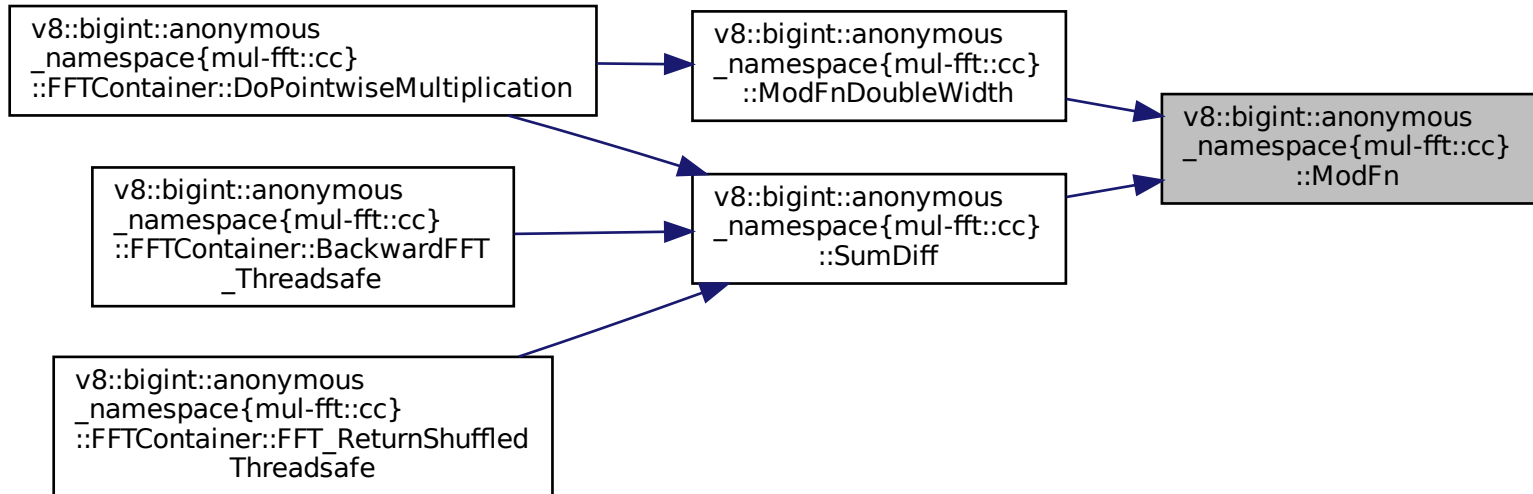 v8::bigint::anonymous
_namespace{mul-fft::cc}
::FFTContainer::DoPointwiseMultiplication
v8::bigint::anonymous
_namespace{mul-fft::cc}
::ModFnDoubleWidth
v8::bigint::anonymous
_namespace{mul-fft::cc}
::ModFn
v8::bigint::anonymous
_namespace{mul-fft::cc}
::FFTContainer::BackwardFFT
_Threadsafe
v8::bigint::anonymous
_namespace{mul-fft::cc}
::SumDiff
v8::bigint::anonymous
_namespace{mul-fft::cc}
::FFTContainer::FFT_ReturnShuffled
Threadsafe